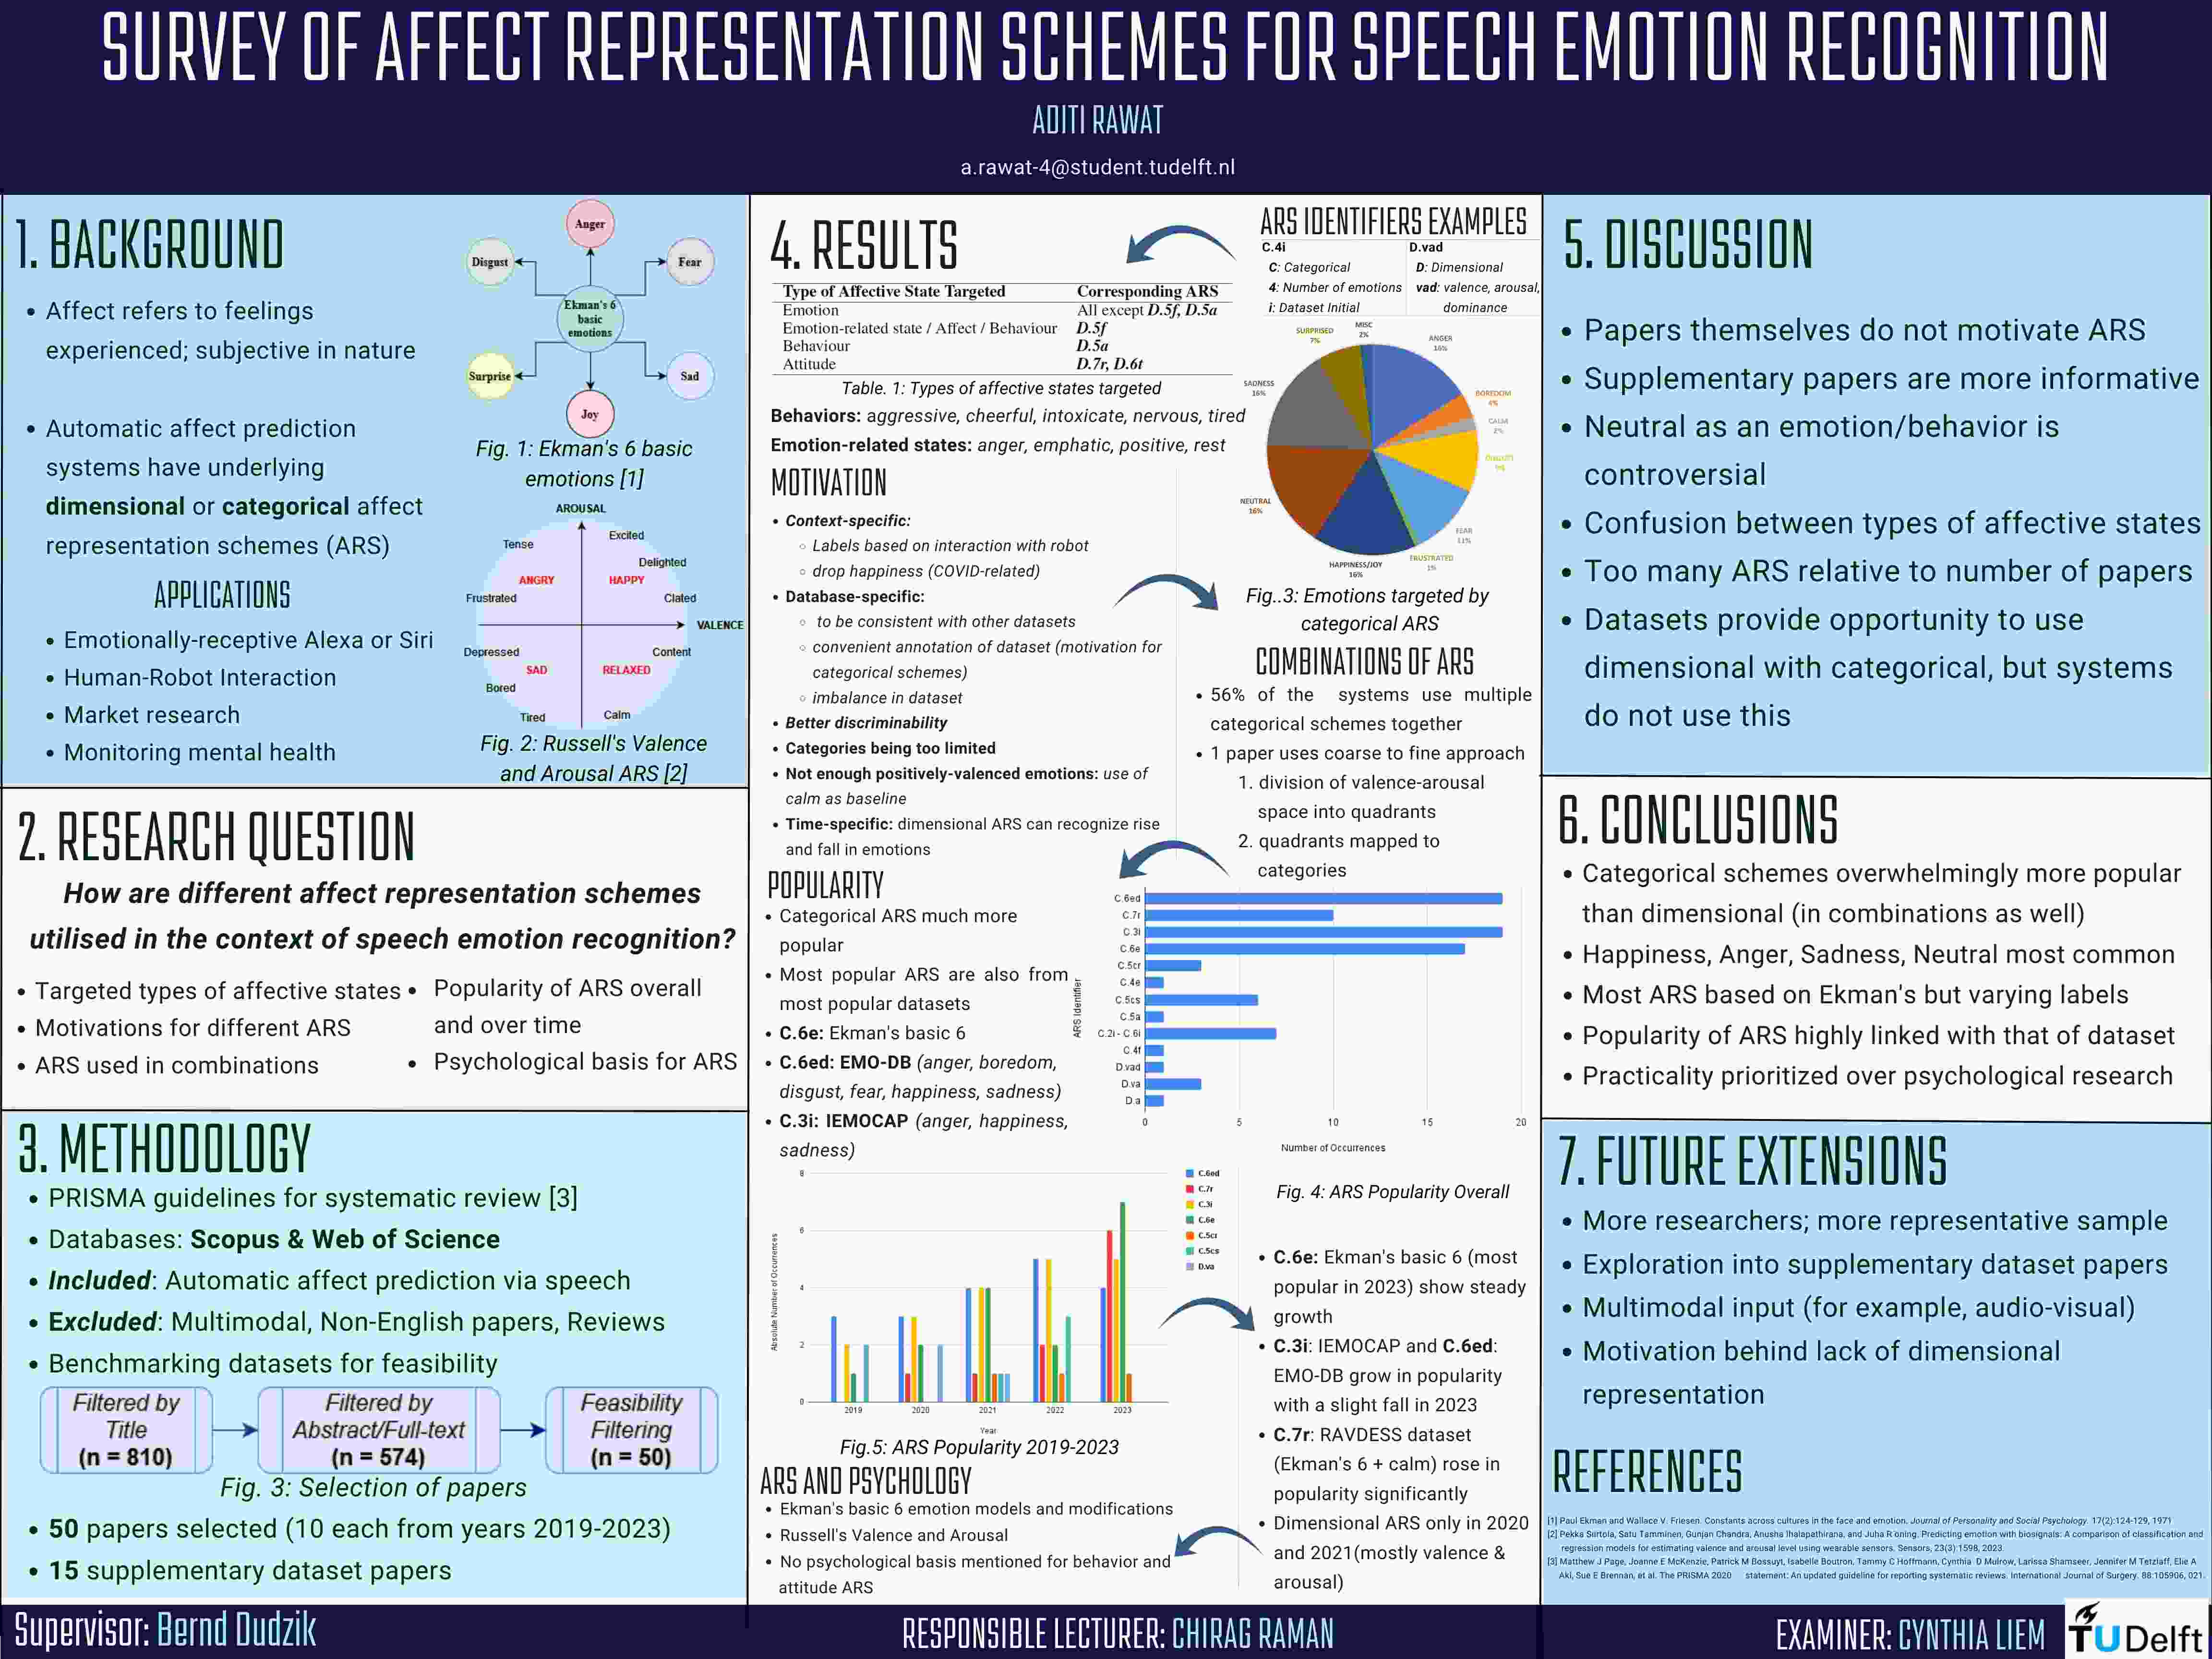 SURVEY OF AFFECT REPRESENTATION SCHEMES FOR SPEECH EMOTION RECOGNITION
ADITI RAWAT
a.rawat-4@student.tudelft.nl
1. BACKGROUND
• Affect refers to feelings
experienced; subjective in nature
• Automatic affect prediction
systems have underlying
dimensional or categorical affect
representation schemes (ARS)
APPLICATIONS
• Emotionally-receptive Alexa or Siri
• Human-Robot Interaction
• Market research
• Monitoring mental health
Anger
Disgust
Fear
Ekman's 6
basic
emotions
Surprise
Sad
Joy
Fig. 1: Ekman's 6 basic
emotions [1]
AROUSAL
Tense
Excited
Delighted
ANGRY
HAPPY
Frustrated
Clated
VALENCE
Depressed
Content
SAD
RELAXED
Bored
Tired
Calm
Fig. 2: Russell's Valence
and Arousal ARS [2]
2. RESEARCH QUESTION
How are different affect representation schemes
utilised in the context of speech emotion recognition?
• Targeted types of affective states
• Motivations for different ARS
• ARS used in combinations
• Popularity of ARS overall
and over time
• Psychological basis for ARS
3. METHODOLOGY
• PRISMA guidelines for systematic review [3]
• Databases: Scopus & Web of Science
• Included: Automatic affect prediction via speech
• Excluded: Multimodal, Non-English papers, Reviews
• Benchmarking datasets for feasibility
Filtered by
Title
(n = 810)
Filtered by
Abstract/Full-text
(n = 574)
Feasibility
Filtering
(n = 50)
Fig. 3: Selection of papers
• 50 papers selected (10 each from years 2019-2023)
• 15 supplementary dataset papers
4. RESULTS
ARS IDENTIFIERS EXAMPLES
C.4i
C: Categorical
4: Number of emotions
i: Dataset Initial
D.vad
D: Dimensional
vad: valence, arousal,
dominance
Type of Affective State Targeted Corresponding ARS
Emotion All except D.5f, D.5a
Emotion-related state / Affect / Behaviour D.5f
Behaviour D.5a
Attitude D.7r, D.6t
Table. 1: Types of affective states targeted
Behaviors: aggressive, cheerful, intoxicate, nervous, tired
Emotion-related states: anger, emphatic, positive, rest
MOTIVATION
• Context-specific:
◦ Labels based on interaction with robot
◦ drop happiness (COVID-related)
• Database-specific:
◦ to be consistent with other datasets
◦ convenient annotation of dataset (motivation for
categorical schemes)
◦ imbalance in dataset
• Better discriminability
• Categories being too limited
• Not enough positively-valenced emotions: use of
calm as baseline
• Time-specific: dimensional ARS can recognize rise
and fall in emotions
SURPRISED
7%
MISC
2%
ANGER
16%
SADNESS
16%
BOREDOM
4%
CALM
2%
NEUTRAL
16%
FEAR
11%
FRUSTRATED
1%
HAPPINESS/JOY
16%
Fig..3: Emotions targeted by
categorical ARS
COMBINATIONS OF ARS
• 56% of the systems use multiple
categorical schemes together
• 1 paper uses coarse to fine approach
1. division of valence-arousal
space into quadrants
2. quadrants mapped to
categories
POPULARITY
• Categorical ARS much more
popular
• Most popular ARS are also from
most popular datasets
• C.6e: Ekman's basic 6
• C.6ed: EMO-DB (anger, boredom,
disgust, fear, happiness, sadness)
• C.3i: IEMOCAP (anger, happiness,
sadness)
ARS Identifier
C.6ed
C.7r
C.3i
C.6e
C.5cr
C.4e
C.5cs
C.5a
C.2i - C.6i
C.4f
D.vad
D.va
D.a
0 5 10 15 20
Number of Occurrences
Fig. 4: ARS Popularity Overall
Absolute Number of Occurrences
8
6
4
2
0
2019 2020 2021 2022 2023
Year
C.6ed
C.7r
C.3i
C.6e
C.5cr
C.5cs
D.va
Fig.5: ARS Popularity 2019-2023
• C.6e: Ekman's basic 6 (most
popular in 2023) show steady
growth
• C.3i: IEMOCAP and C.6ed:
EMO-DB grow in popularity
with a slight fall in 2023
• C.7r: RAVDESS dataset
(Ekman's 6 + calm) rose in
popularity significantly
• Dimensional ARS only in 2020
and 2021(mostly valence &
arousal)
ARS AND PSYCHOLOGY
• Ekman's basic 6 emotion models and modifications
• Russell's Valence and Arousal
• No psychological basis mentioned for behavior and
attitude ARS
5. DISCUSSION
• Papers themselves do not motivate ARS
• Supplementary papers are more informative
• Neutral as an emotion/behavior is
controversial
• Confusion between types of affective states
• Too many ARS relative to number of papers
• Datasets provide opportunity to use
dimensional with categorical, but systems
do not use this
6. CONCLUSIONS
• Categorical schemes overwhelmingly more popular
than dimensional (in combinations as well)
• Happiness, Anger, Sadness, Neutral most common
• Most ARS based on Ekman's but varying labels
• Popularity of ARS highly linked with that of dataset
• Practicality prioritized over psychological research
7. FUTURE EXTENSIONS
• More researchers; more representative sample
• Exploration into supplementary dataset papers
• Multimodal input (for example, audio-visual)
• Motivation behind lack of dimensional
representation
REFERENCES
[1] Paul Ekman and Wallace V. Friesen. Constants across cultures in the face and emotion. Journal of Personality and Social Psychology. 17(2):124-129, 1971
[2] Pekka Siirtola, Satu Tamminen, Gunjan Chandra, Anusha Ihalapathirana, and Juha R oning. Predicting emotion with biosignals: A comparison of classification and
regression models for estimating valence and arousal level using wearable sensors. Sensors, 23(3):1598, 2023.
[3] Matthew J Page, Joanne E McKenzie, Patrick M Bossuyt, Isabelle Boutron, Tammy C Hoffmann, Cynthia D Mulrow, Larissa Shamseer, Jennifer M Tetzlaff, Elie A
Akl, Sue E Brennan, et al. The PRISMA 2020 statement: An updated guideline for reporting systematic reviews. International Journal of Surgery. 88:105906, 021.
Supervisor: Bernd Dudzik
RESPONSIBLE LECTURER: CHIRAG RAMAN
EXAMINER: CYNTHIA LIEM
TUDelft